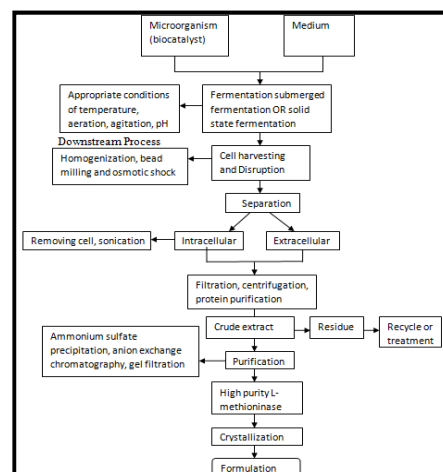 Microorganism
(biocatalyst)
Medium
Appropriate conditions
of temperature,
aeration, agitation, pH
Fermentation submerged
fermentation OR solid
state fermentation
Downstream Process
Homogenization, bead
milling and osmotic shock
Cell harvesting
and Disruption
Separation
Removing cell, sonication
Intracellular
Extracellular
Filtration, centrifugation,
protein purification
Crude extract
Residue
Recycle or
treatment
Ammonium sulfate
precipitation, anion exchange
chromatography, gel filtration
Purification
High purity L-
methioninase
Crystallization
Formulation